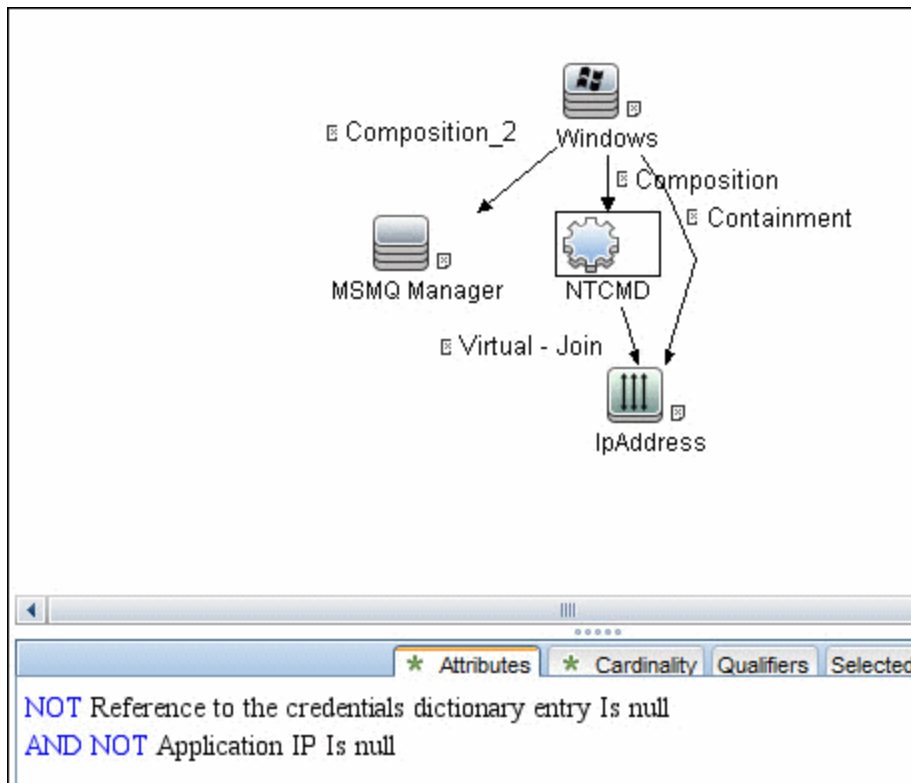 Windows
Composition_2
Composition
Containment
MSMQ Manager
NTCMD
Virtual - Join
IpAddress
* Attributes
* Cardinality
Qualifiers
Selected
NOT Reference to the credentials dictionary entry Is null
AND NOT Application IP Is null